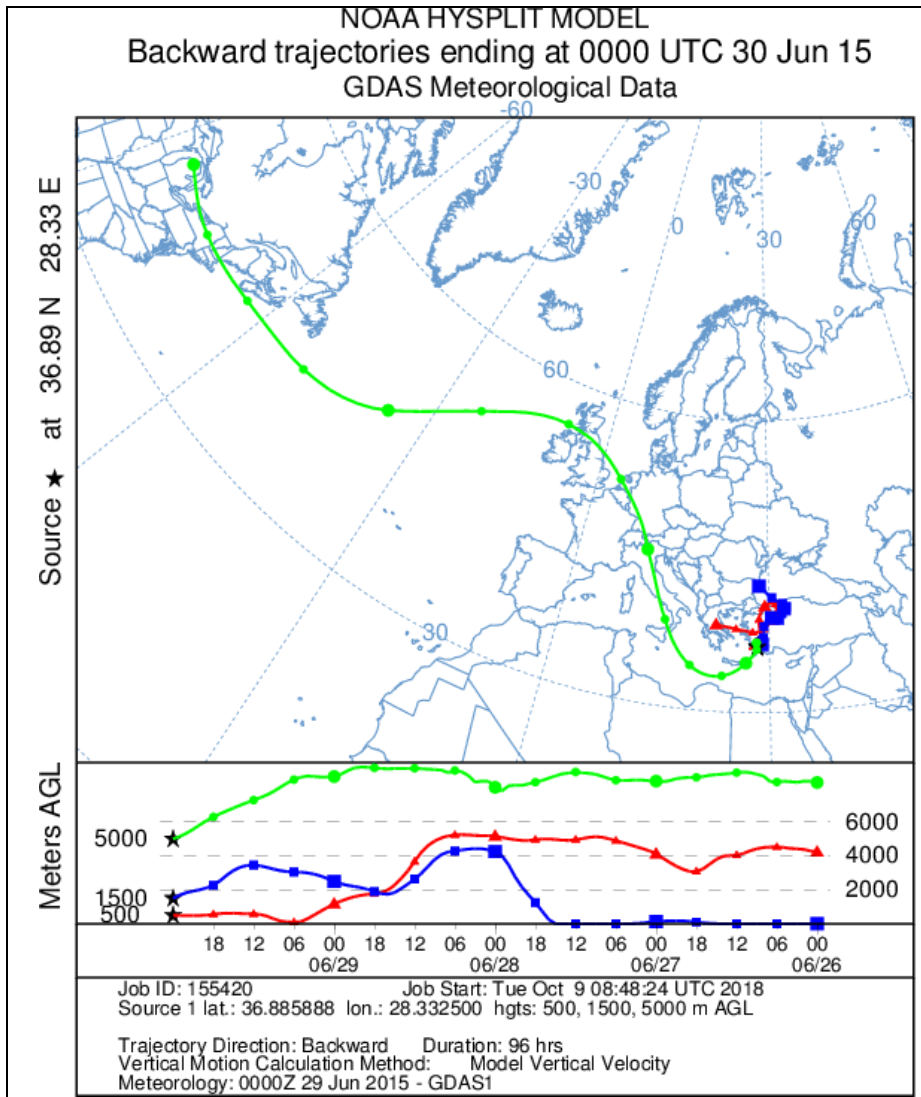 NOAA HYSPLIT MODEL
Backward trajectories ending at 0000 UTC 30 Jun 15
GDAS Meteorological Data
Source ★ at 36.89 N 28.33 E
-60
-30
0
30
60
60
30
Meters AGL
5000
1500
500
6000
4000
2000
18 12 06 00 18 12 06 00 18 12 06 00 18 12 06 00
06/29 06/28 06/27 06/26
Job ID: 155420 Job Start: Tue Oct 9 08:48:24 UTC 2018
Source 1 lat.: 36.885888 lon.: 28.332500 hgts: 500, 1500, 5000 m AGL
Trajectory Direction: Backward Duration: 96 hrs
Vertical Motion Calculation Method: Model Vertical Velocity
Meteorology: 0000Z 29 Jun 2015 - GDAS1